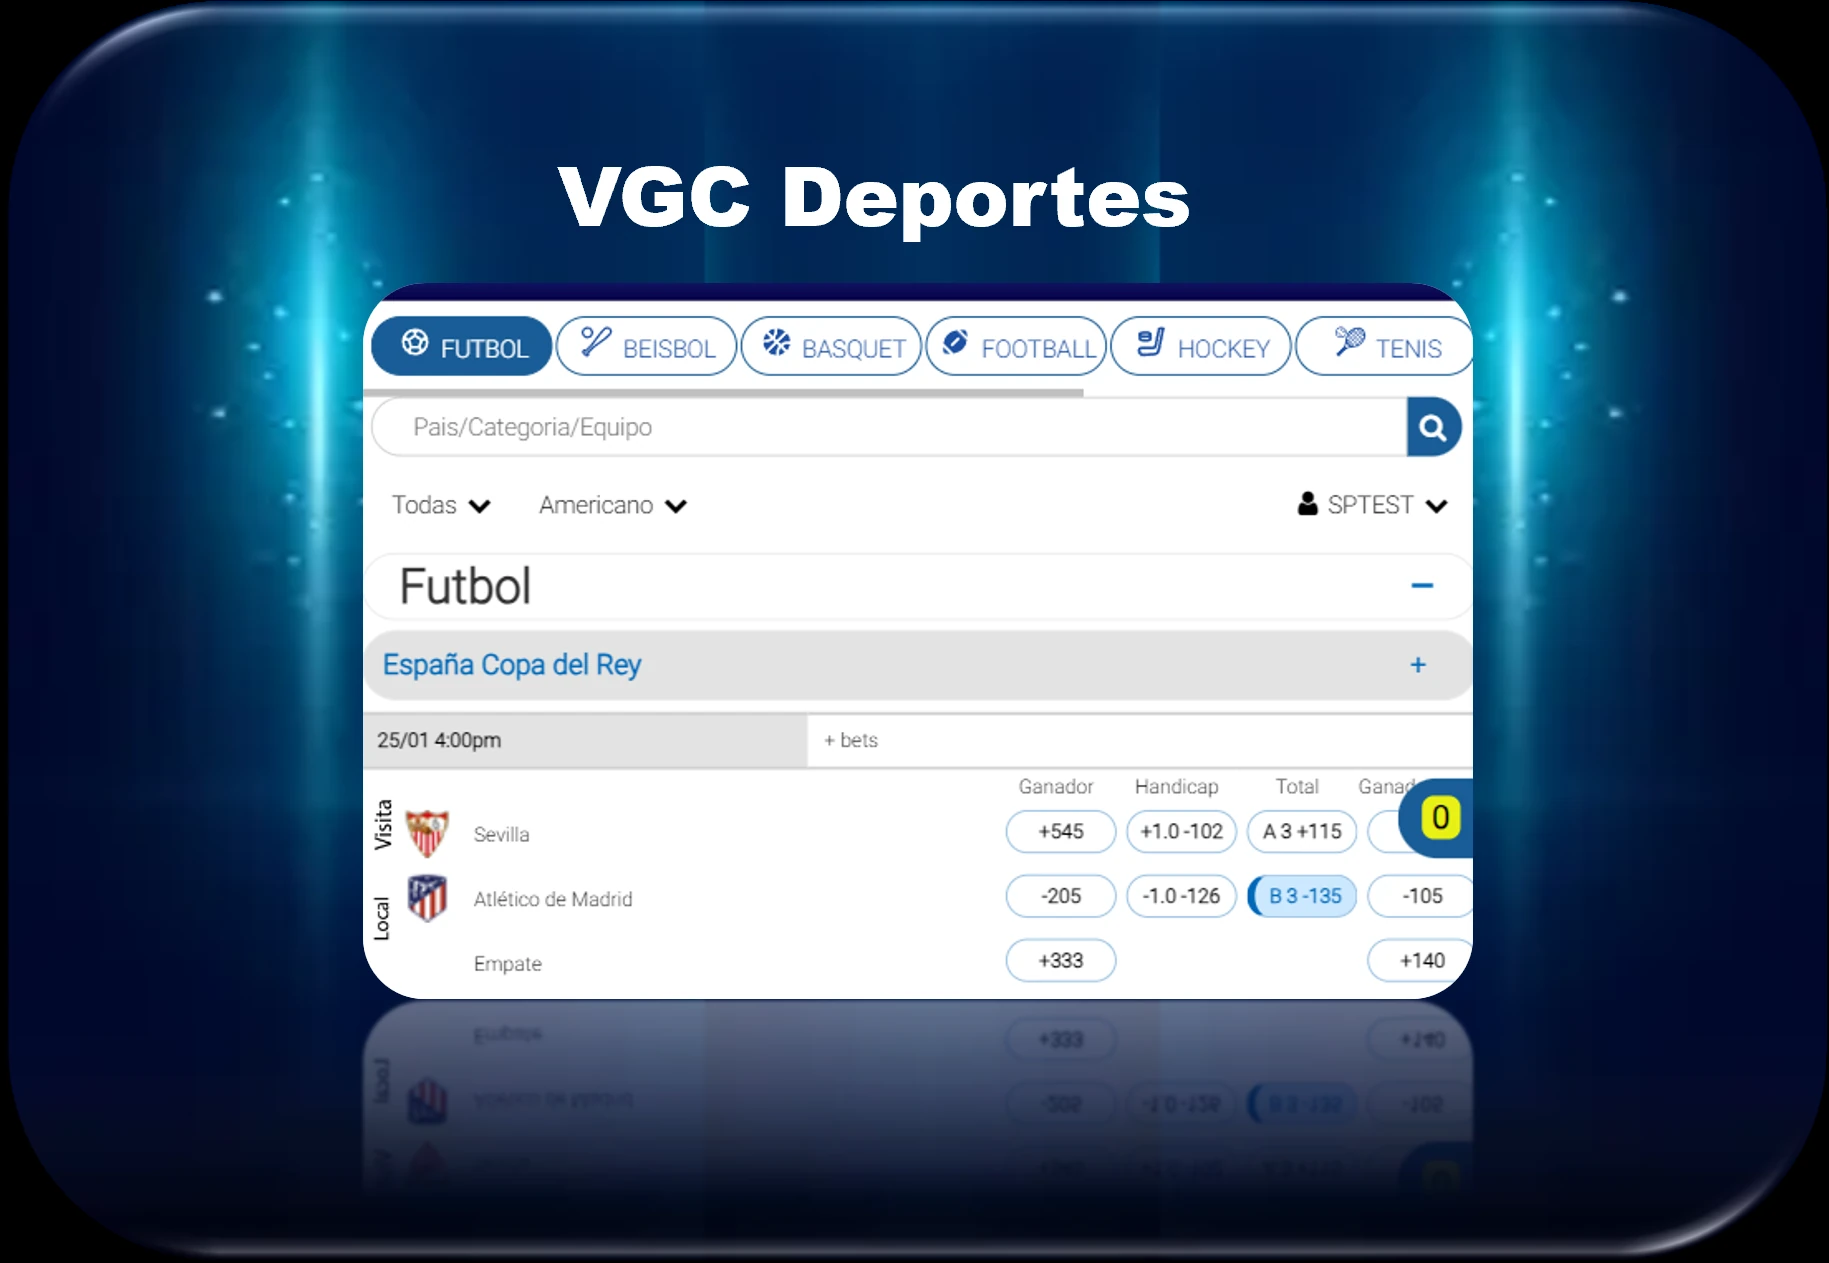 VGC Deportes
FUTBOL BEISBOL BASQUET FOOTBALL HOCKEY TENIS
Pais/Categoria/Equipo
Todas Americano SPTEST
Futbol −
España Copa del Rey +
25/01 4:00pm + bets
Ganador Handicap Total
0
Visita Sevilla +545 +1.0 -102 A 3 +115
Local Atlético de Madrid -205 -1.0 -126 B 3 -135 -105
Empate +333 +140